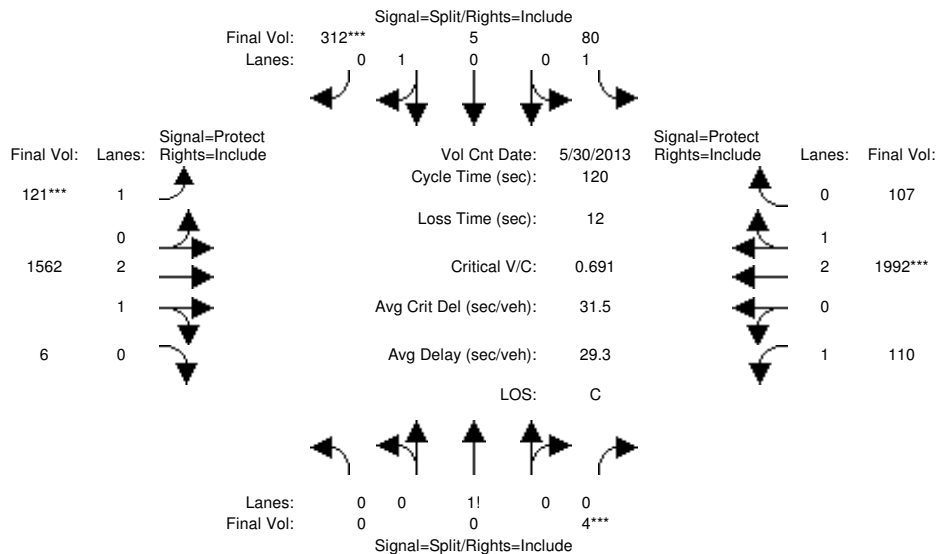 Signal=Split/Rights=Include
Final Vol: 312*** 5 80
Lanes: 0 1 0 0 1
Signal=Protect Signal=Protect
Final Vol: Lanes: Rights=Include Vol Cnt Date: 5/30/2013 Rights=Include Lanes: Final Vol:
Cycle Time (sec): 120
121*** 1 0 107
Loss Time (sec): 12
0 1
1562 2 Critical V/C: 0.691 2 1992***
1 Avg Crit Del (sec/veh): 31.5 0
6 0 Avg Delay (sec/veh): 29.3 1 110
LOS: C
Lanes: 0 0 1! 0 0
Final Vol: 0 0 4***
Signal=Split/Rights=Include